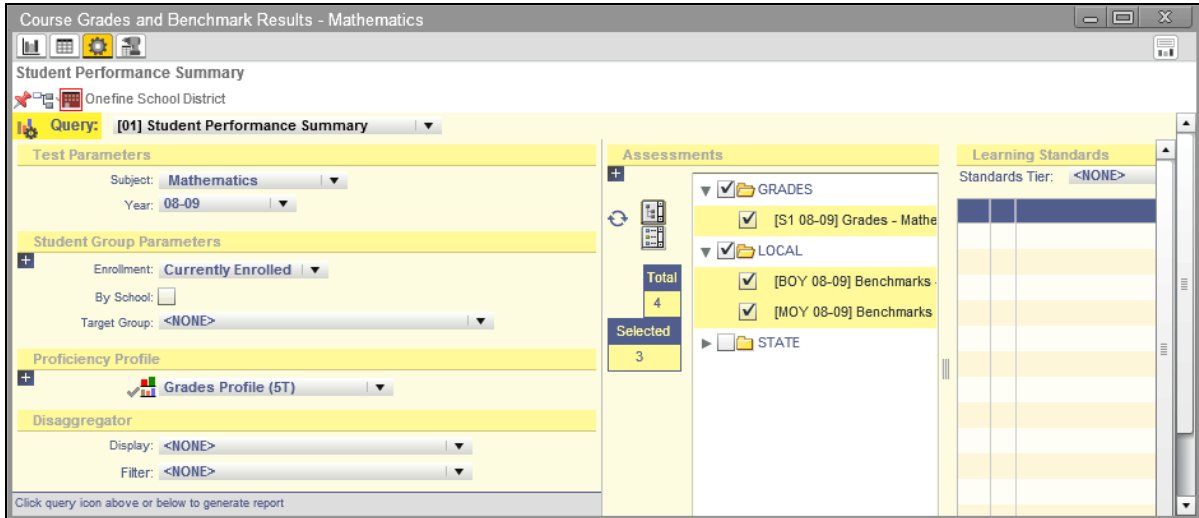 Course Grades and Benchmark Results - Mathematics
Student Performance Summary
Onefine School District
Query: [01] Student Performance Summary
Test Parameters
Subject: Mathematics
Year: 08-09
Student Group Parameters
Enrollment: Currently Enrolled
By School:
Target Group: <NONE>
Proficiency Profile
Grades Profile (5T)
Disaggregator
Display: <NONE>
Filter: <NONE>
Click query icon above or below to generate report
Assessments
Total
4
Selected
3
GRADES
[S1 08-09] Grades - Mathe
LOCAL
[BOY 08-09] Benchmarks -
[MOY 08-09] Benchmarks
STATE
Learning Standards
Standards Tier: <NONE>